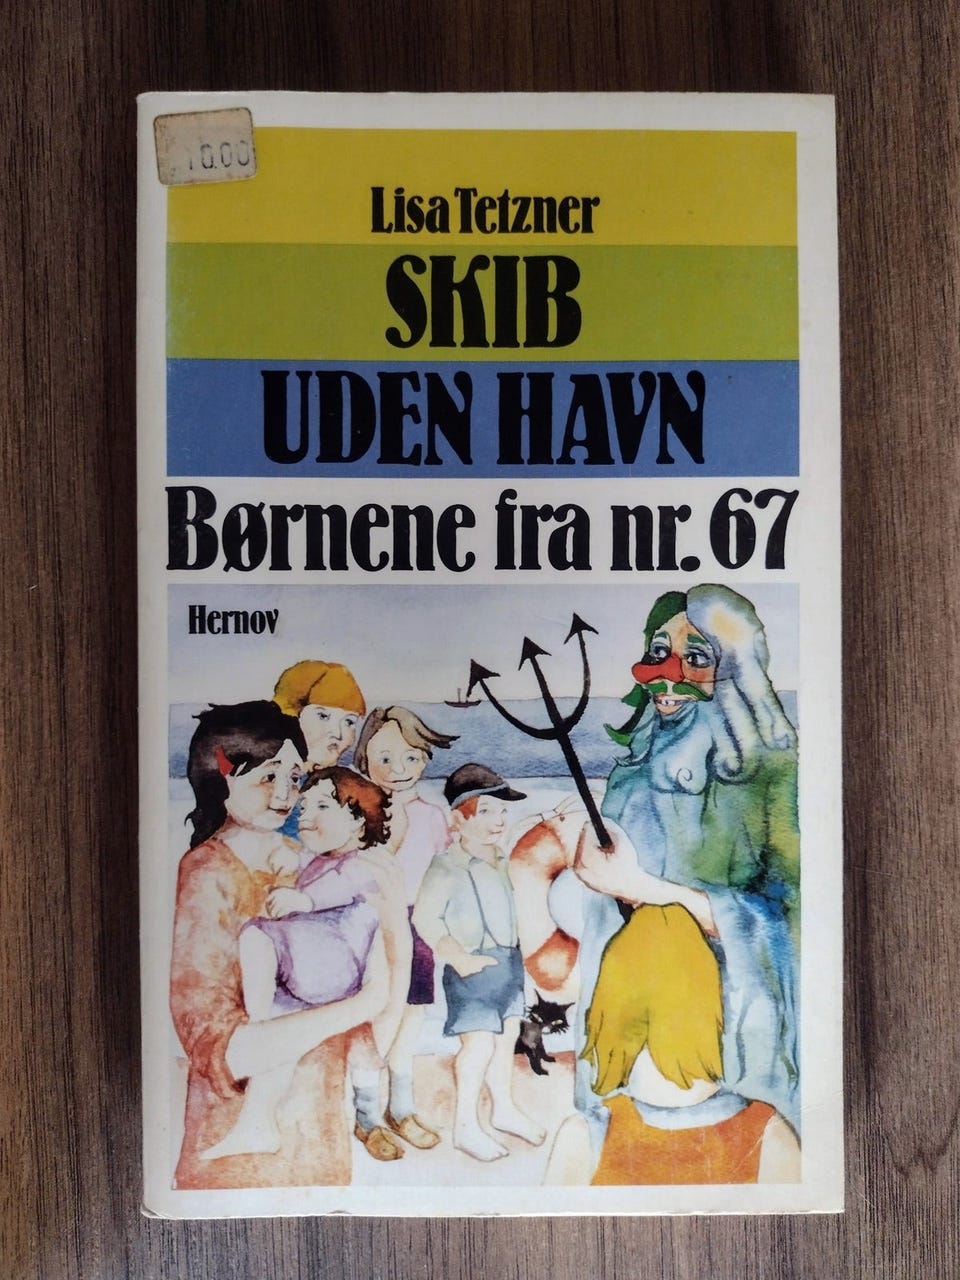 10.00
Lisa Tetzner
SKIB
UDEN HAVN
Børnene fra nr. 67
Hernov